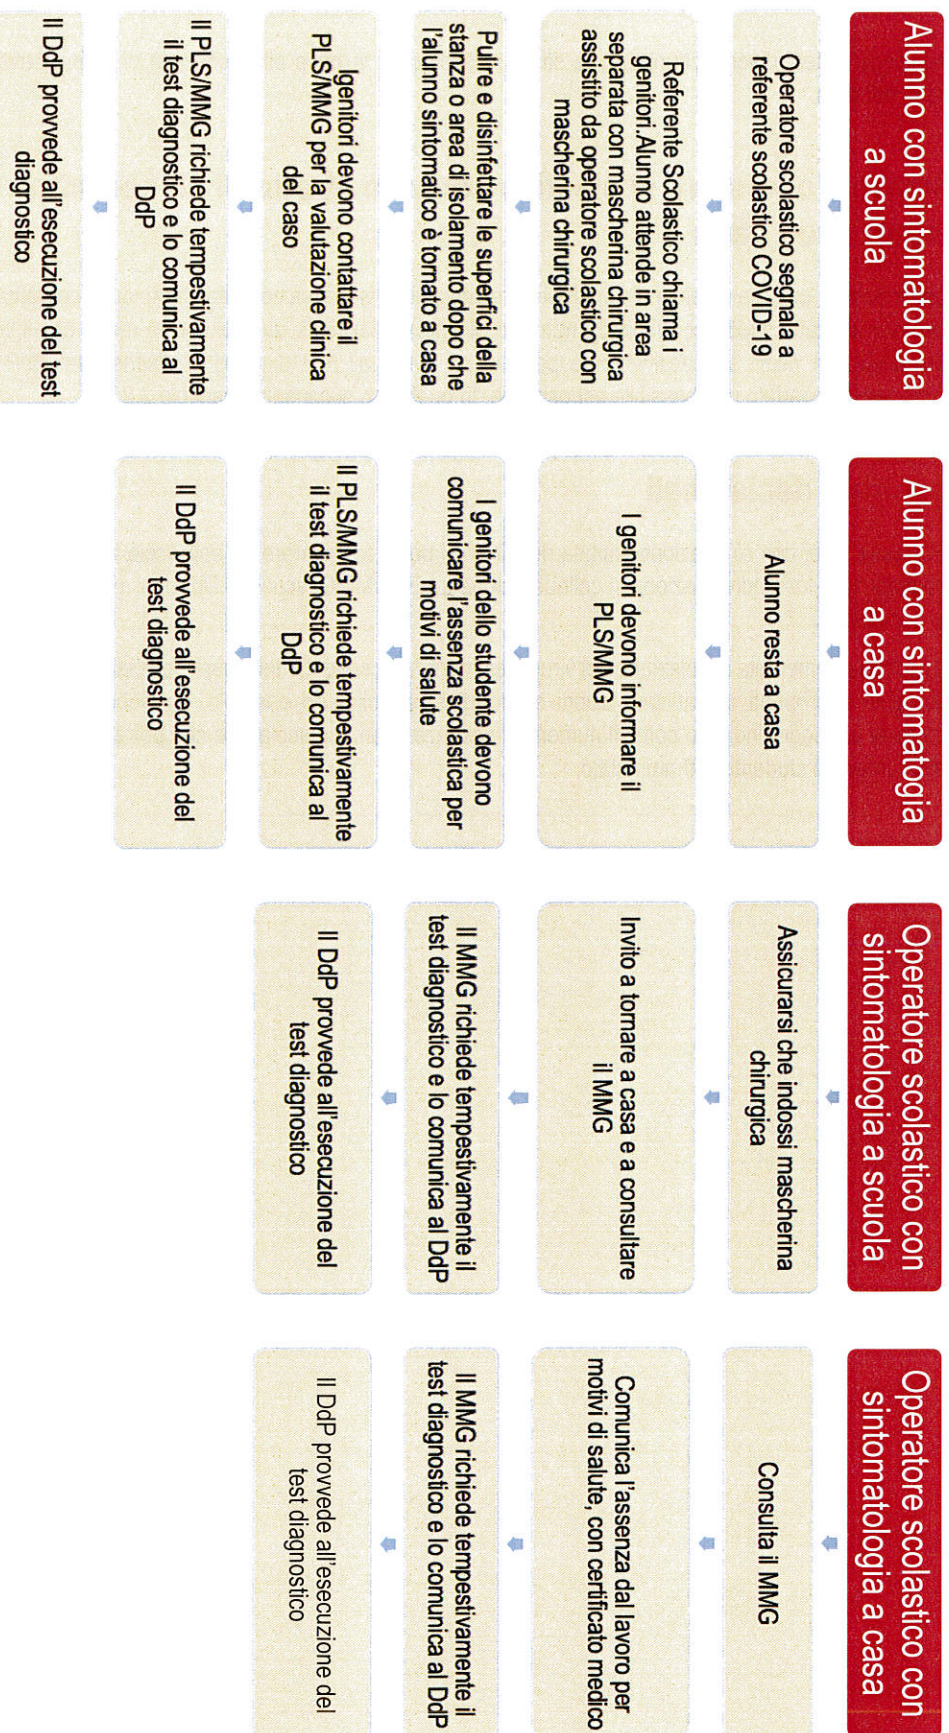 Alunno con sintomatologia
a scuola
Operatore scolastico segnala a
referente scolastico COVID-19
Referente Scolastico chiama i
genitori.Alunno attende in area
separata con mascherina chirurgica
assistito da operatore scolastico con
mascherina chirurgica
Pulire e disinfettare le superfici della
stanza o area di isolamento dopo che
l'alunno sintomatico è tornato a casa
Igenitori devono contattare il
PLS/MMG per la valutazione clinica
del caso
Il PLS/MMG richiede tempestivamente
il test diagnostico e lo comunica al
DdP
Il DdP provvede all'esecuzione del test
diagnostico
Alunno con sintomatologia
a casa
Alunno resta a casa
I genitori devono informare il
PLS/MMG
I genitori dello studente devono
comunicare l'assenza scolastica per
motivi di salute
Il PLS/MMG richiede tempestivamente
il test diagnostico e lo comunica al
DdP
Il DdP provvede all'esecuzione del
test diagnostico
Operatore scolastico con
sintomatologia a scuola
Assicurarsi che indossi mascherina
chirurgica
Invito a tornare a casa e a consultare
il MMG
Il MMG richiede tempestivamente il
test diagnostico e lo comunica al DdP
Il DdP provvede all'esecuzione del
test diagnostico
Operatore scolastico con
sintomatologia a casa
Consulta il MMG
Comunica l'assenza dal lavoro per
motivi di salute, con certificato medico
Il MMG richiede tempestivamente il
test diagnostico e lo comunica al DdP
Il DdP provvede all'esecuzione del
test diagnostico